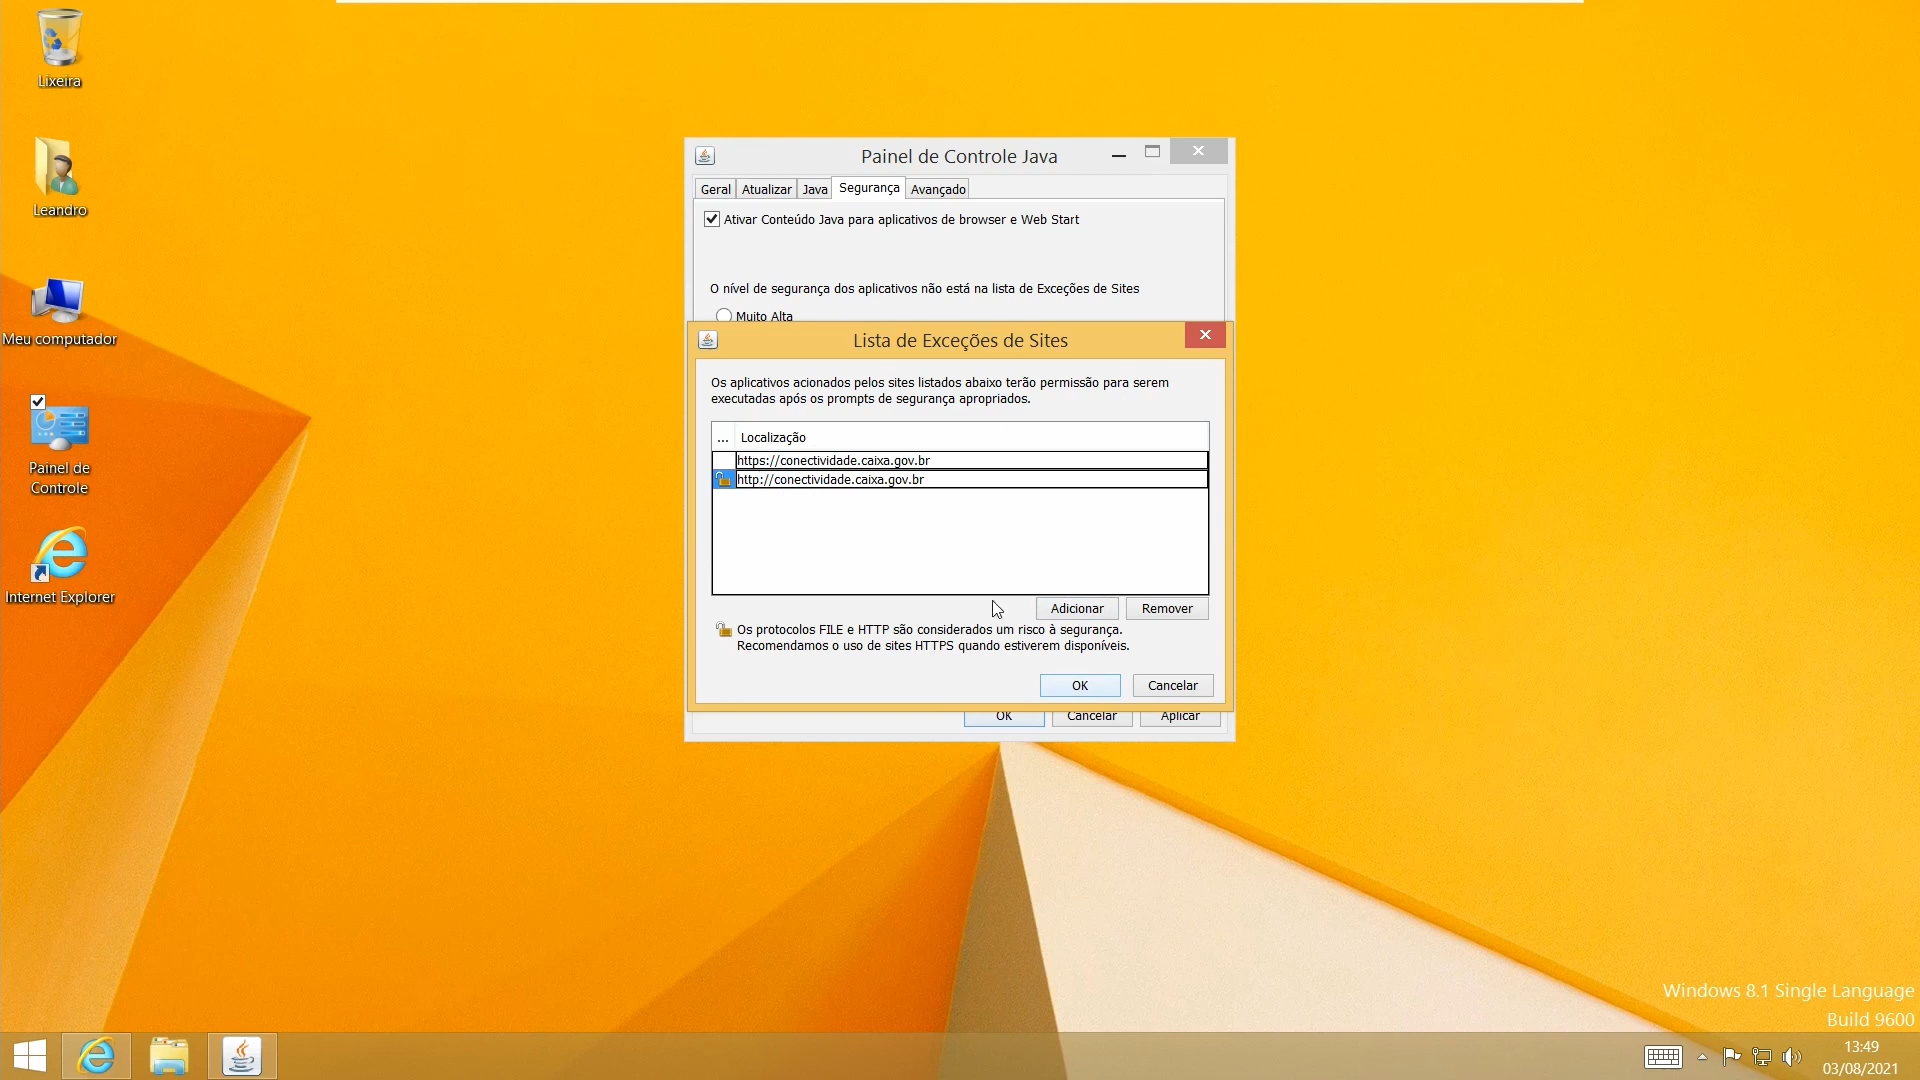 Lixeira
Leandro
Meu computador
Painel de
Controle
Internet Explorer
Painel de Controle Java
Geral
Atualizar
Java
Segurança
Avançado
Ativar Conteúdo Java para aplicativos de browser e Web Start
O nível de segurança dos aplicativos não está na lista de Exceções de Sites
Muito Alta
Lista de Exceções de Sites
Os aplicativos acionados pelos sites listados abaixo terão permissão para serem
executadas após os prompts de segurança apropriados.
... Localização
https://conectividade.caixa.gov.br
http://conectividade.caixa.gov.br
Adicionar
Remover
Os protocolos FILE e HTTP são considerados um risco à segurança.
Recomendamos o uso de sites HTTPS quando estiverem disponíveis.
OK
Cancelar
OK
Cancelar
Aplicar
Windows 8.1 Single Language
Build 9600
13:49
03/08/2021